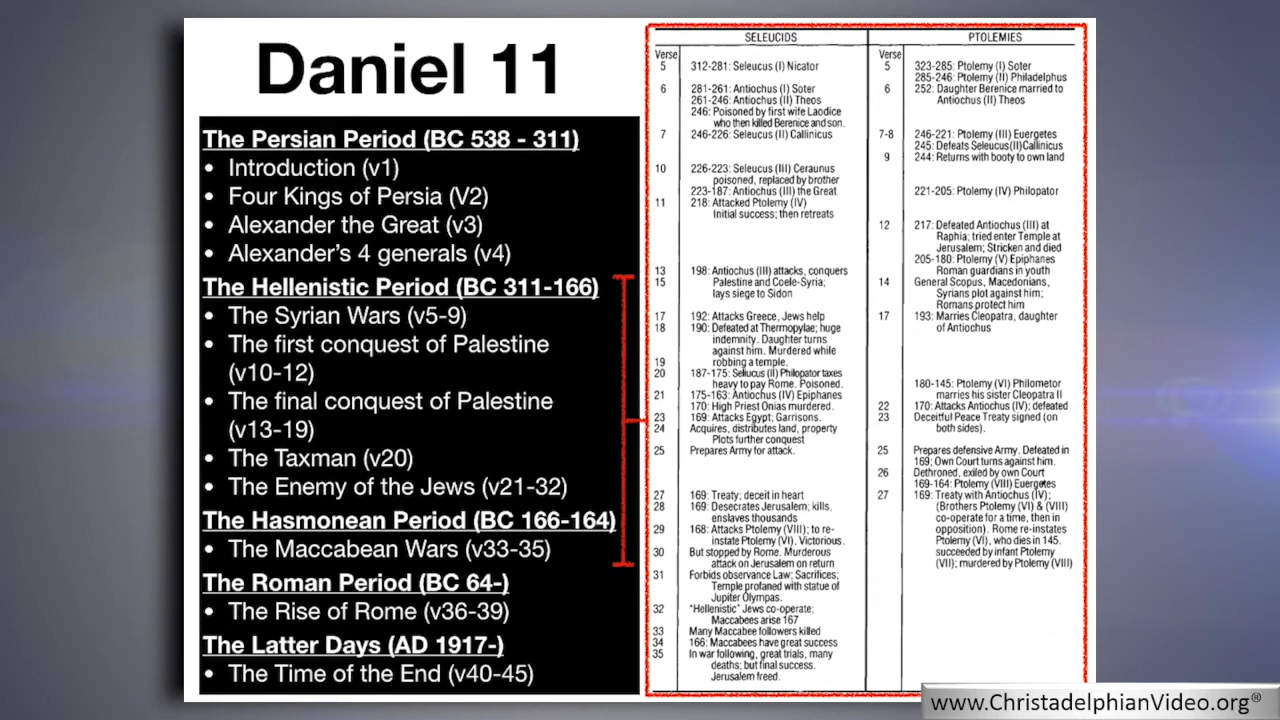 Daniel 11
The Persian Period (BC 538 - 311)
• Introduction (v1)
• Four Kings of Persia (V2)
• Alexander the Great (v3)
• Alexander’s 4 generals (v4)
The Hellenistic Period (BC 311-166)
• The Syrian Wars (v5-9)
• The first conquest of Palestine
(v10-12)
• The final conquest of Palestine
(v13-19)
• The Taxman (v20)
• The Enemy of the Jews (v21-32)
The Hasmonean Period (BC 166-164)
• The Maccabean Wars (v33-35)
The Roman Period (BC 64-)
• The Rise of Rome (v36-39)
The Latter Days (AD 1917-)
• The Time of the End (v40-45)
SELEUCIDS
Verse
5 312-281: Seleucus (I) Nicator
6 281-261: Antiochus (I) Soter
261-246: Antiochus (II) Theos
246: Poisoned by first wife Laodice
who then killed Berenice and son.
7 246-226: Seleucus (II) Callinicus
10 226-223: Seleucus (III) Ceraunus
poisoned, replaced by brother
223-187: Antiochus (III) the Great
11 218: Attacked Ptolemy (IV)
Initial success; then retreats
13 198: Antiochus (III) attacks, conquers
15 Palestine and Coele-Syria;
lays siege to Sidon
17 192: Attacks Greece, Jews help
18 190: Defeated at Thermopylae; huge
indemnity. Daughter turns
against him. Murdered while
19 robbing a temple.
20 187-175: Seliucus (II) Philopator taxes
heavy to pay Rome. Poisoned.
21 175-163: Antiochus (IV) Epiphanes
170: High Priest Onias murdered.
23 169: Attacks Egypt; Garrisons.
24 Acquires, distributes land, property
Plots further conquest
25 Prepares Army for attack.
27 169: Treaty; deceit in heart
28 169: Desecrates Jerusalem; kills,
enslaves thousands
29 168: Attacks Ptolemy (VIII); to re-
instate Ptolemy (VI). Victorious.
30 But stopped by Rome. Murderous
attack on Jerusalem on return
31 Forbids observance Law; Sacrifices;
Temple profaned with statue of
Jupiter Olympas.
32 "Hellenistic" Jews co-operate;
Maccabees arise 167
33 Many Maccabee followers killed
34 166: Maccabees have great success
35 In war following, great trials, many
deaths; but final success.
Jerusalem freed.
PTOLEMIES
Verse
5 323-285: Ptolemy (I) Soter
285-246: Ptolemy (II) Philadelphus
6 252: Daughter Berenice married to
Antiochus (II) Theos
7-8 246-221: Ptolemy (III) Euergetes
245: Defeats Seleucus(II)Callinicus
9 244: Returns with booty to own land
221-205: Ptolemy (IV) Philopator
12 217: Defeated Antiochus (III) at
Raphia; tried enter Temple at
Jerusalem; Stricken and died
205-180: Ptolemy (V) Epiphanes
Roman guardians in youth
14 General Scopus, Macedonians,
Syrians plot against him;
Romans protect him
17 193: Marries Cleopatra, daughter
of Antiochus
180-145: Ptolemy (VI) Philometor
marries his sister Cleopatra II
22 170: Attacks Antiochus (IV); defeated
23 Deceitful Peace Treaty signed (on
both sides).
25 Prepares defensive Army. Defeated in
169; Own Court turns against him.
26 Dethroned, exiled by own Court
169-164: Ptolemy (VIII) Euergetes
27 169: Treaty with Antiochus (IV);
(Brothers Ptolemy (VI) & (VIII)
co-operate for a time, then in
opposition). Rome re-instates
Ptolemy (VI), who dies in 145.
succeeded by infant Ptolemy
(VII); murdered by Ptolemy (VIII)
www.ChristadelphianVideo.org®